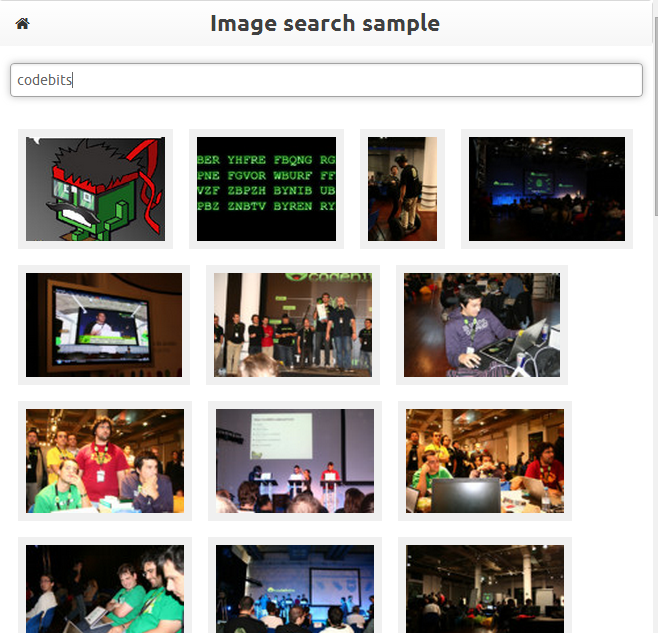 Image search sample
codebits
BER YHFRE FBQNG RG
PNE FGVOR WBURF FF
VZF ZBPZH BYNIB UB
PBZ ZNBTV BYREN RY
codebit